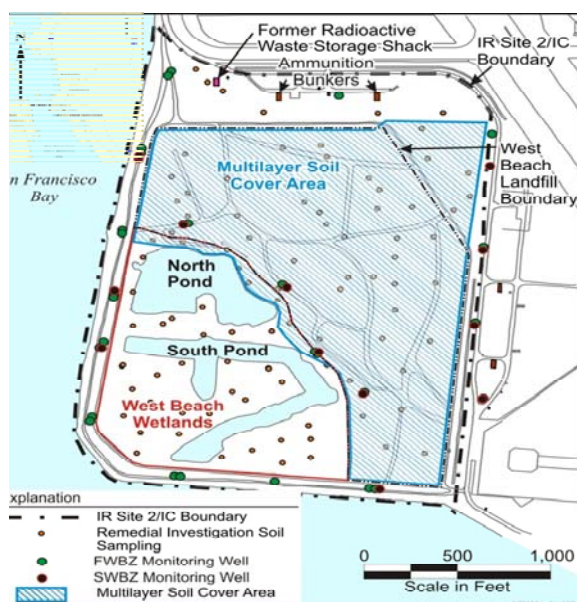 Former Radioactive
Waste Storage Shack
Ammunition
Bunkers
IR Site 2/IC
Boundary
West
Beach
Landfill
Boundary
Multilayer Soil
Cover Area
n Francisco
Bay
North
Pond
South Pond
West Beach
Wetlands
xplanation
IR Site 2/IC Boundary
Remedial Investigation Soil
Sampling
FWBZ Monitoring Well
SWBZ Monitoring Well
Multilayer Soil Cover Area
0 500 1,000
Scale in Feet